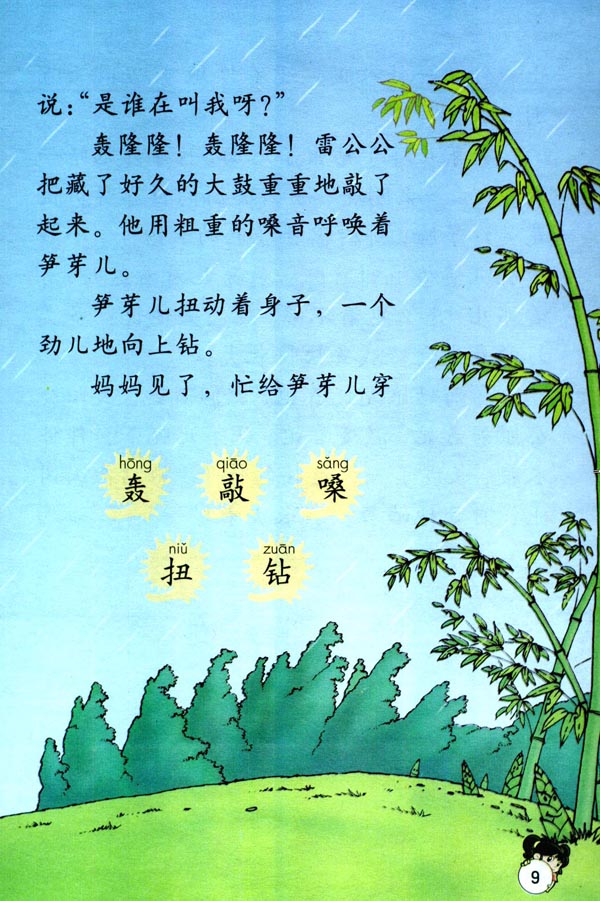 说：“是谁在叫我呀？”
轰隆隆！轰隆隆！雷公公
把藏了好久的大鼓重重地敲了
起来。他用粗重的嗓音呼唤着
笋芽儿。
笋芽儿扭动着身子，一个
劲儿地向上钻。
妈妈见了，忙给笋芽儿穿
hōng qiāo sǎng
轰 敲 嗓
niǔ zuān
扭 钻
9